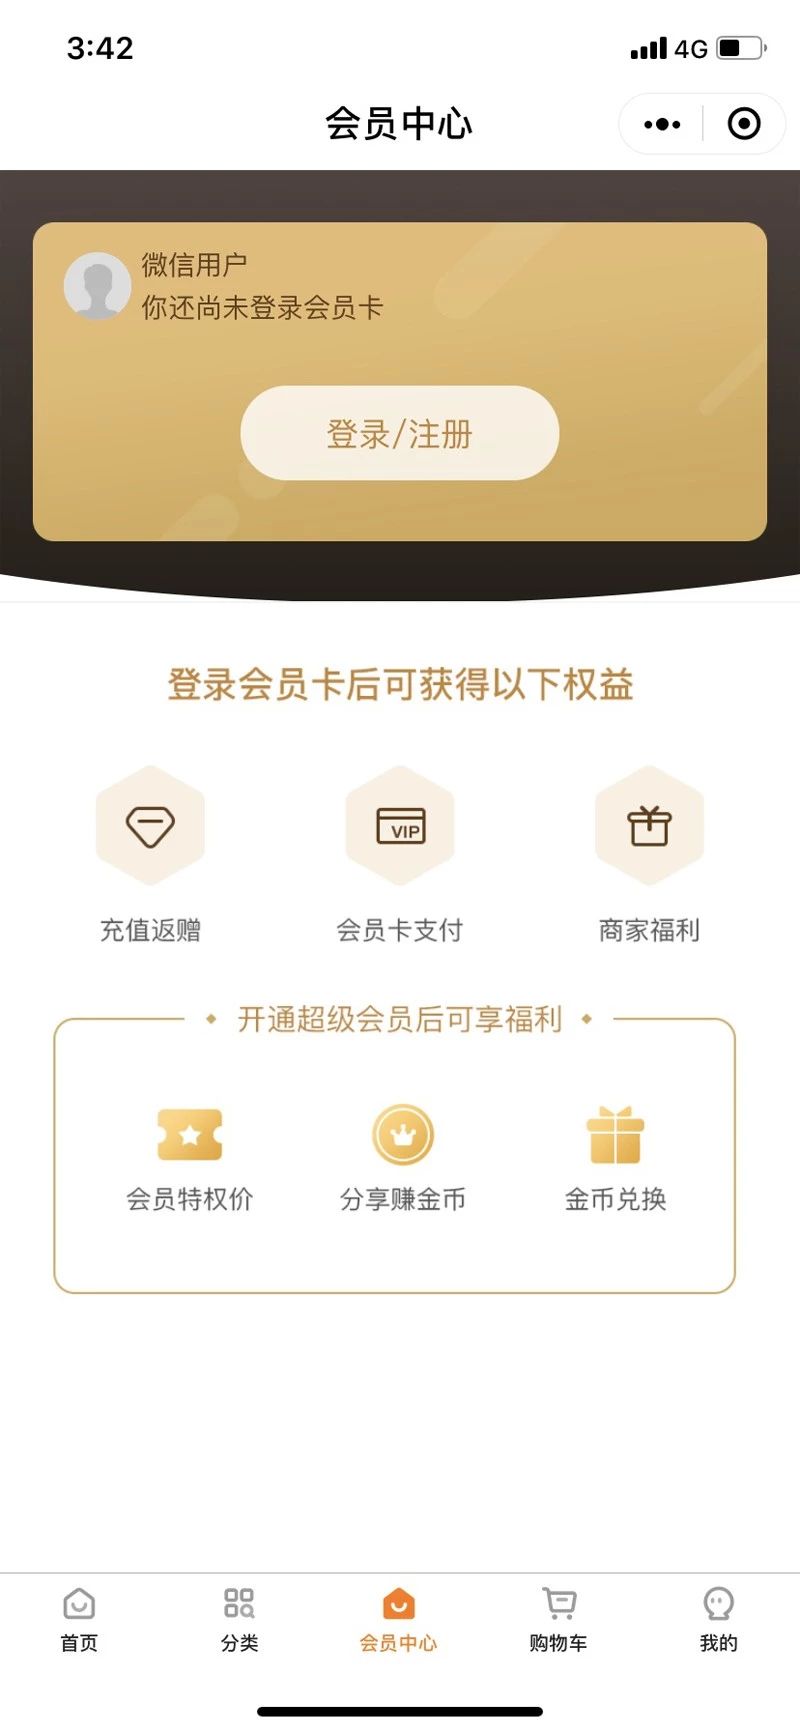 3:42
4G
会员中心
微信用户
你还尚未登录会员卡
登录/注册
登录会员卡后可获得以下权益
VIP
充值返赠
会员卡支付
商家福利
开通超级会员后可享福利
会员特权价
分享赚金币
金币兑换
首页
分类
会员中心
购物车
我的